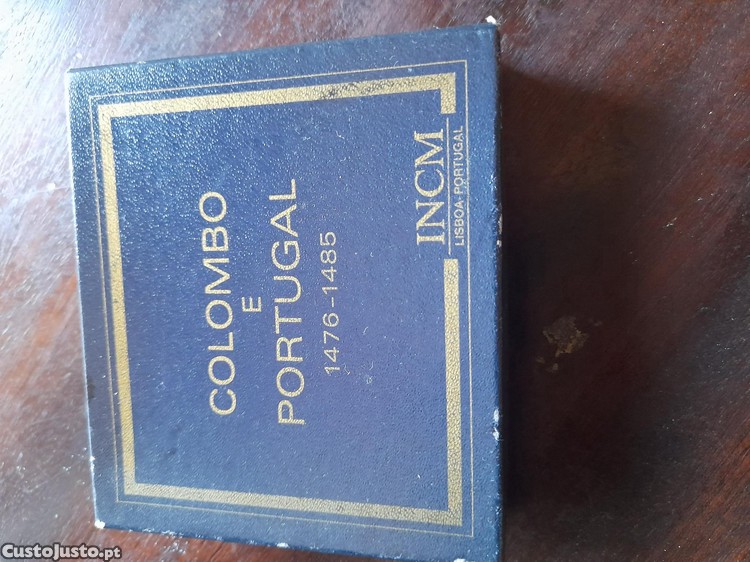 COLOMBO
E
PORTUGAL
1476-1485
INCM
LISBOA-PORTUGAL
CustoJusto.pt